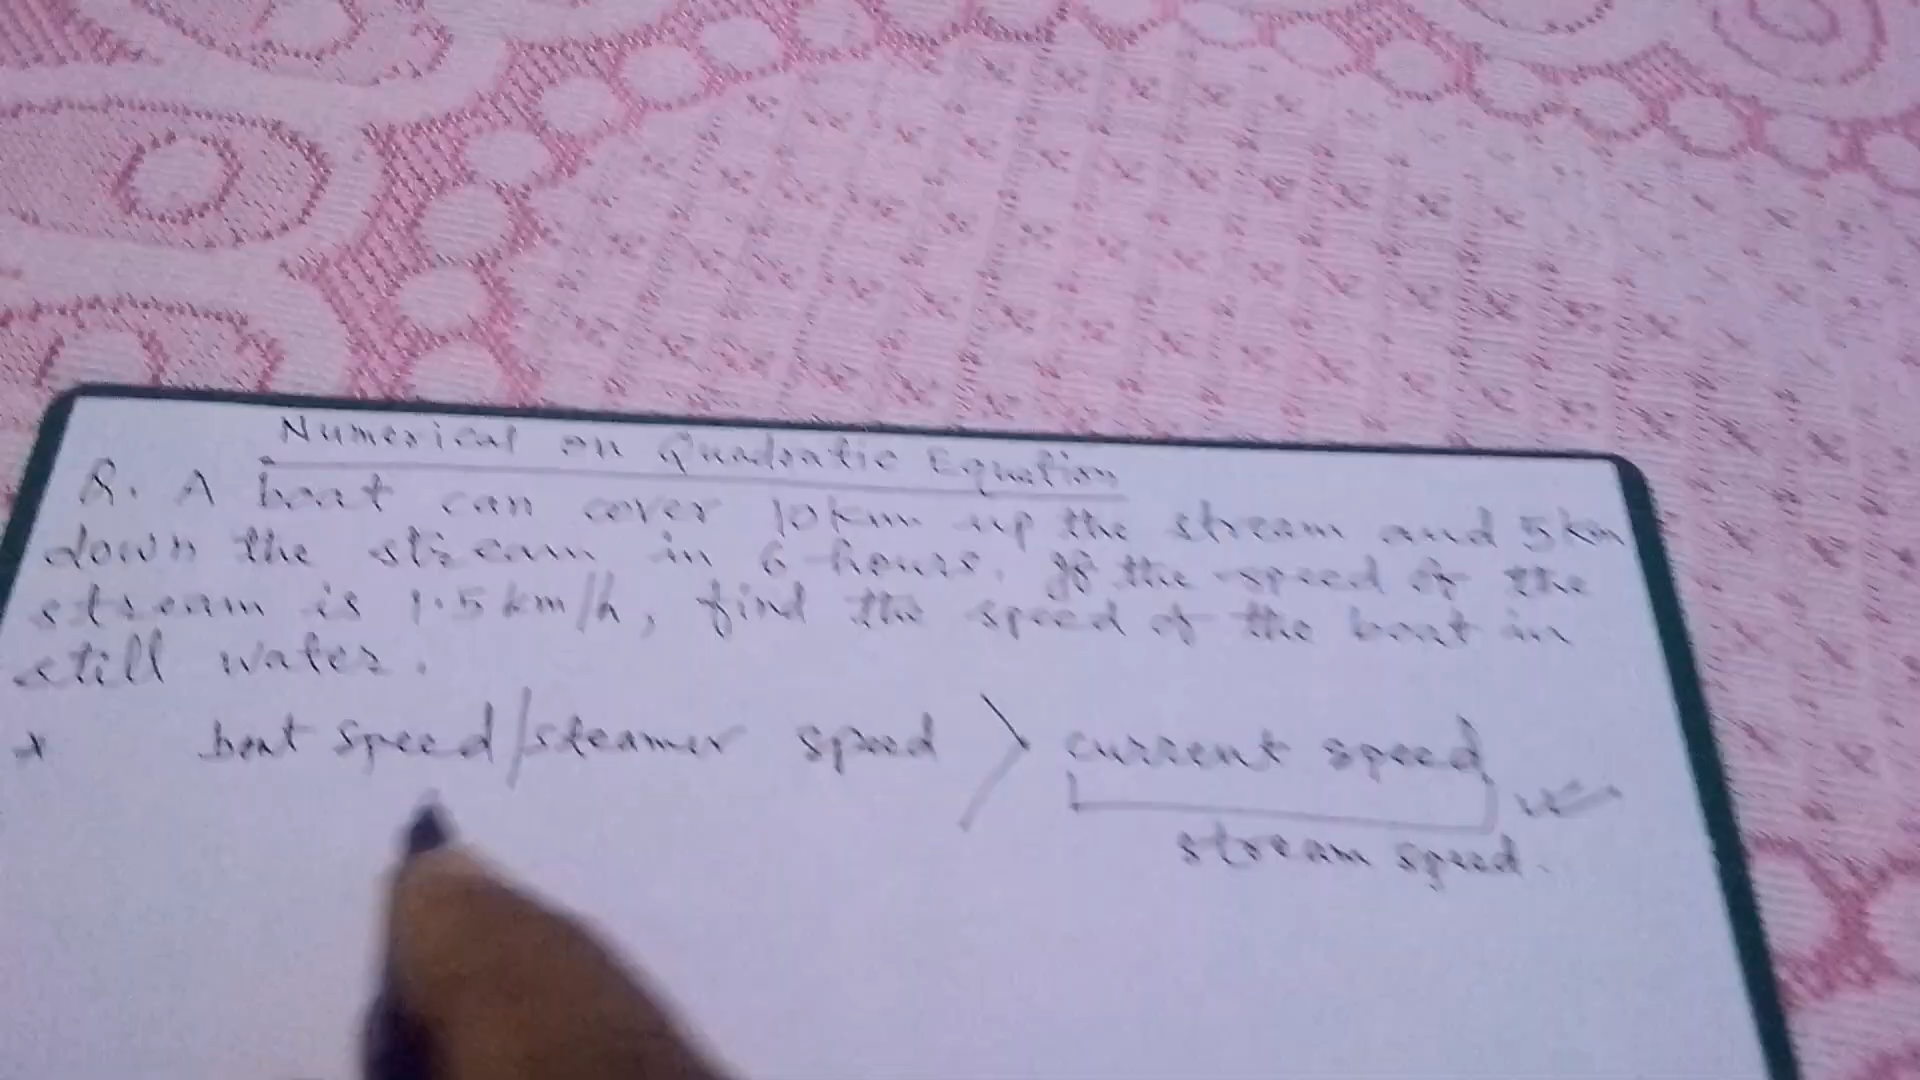 Numerical on Quadratic Equation
Q. A boat can cover 10km up the stream and 5km
down the stream in 6 hours. If the speed of the
stream is 1.5 km/h, find the speed of the boat in
still water.
* boat speed/steamer speed > current speed
stream speed.